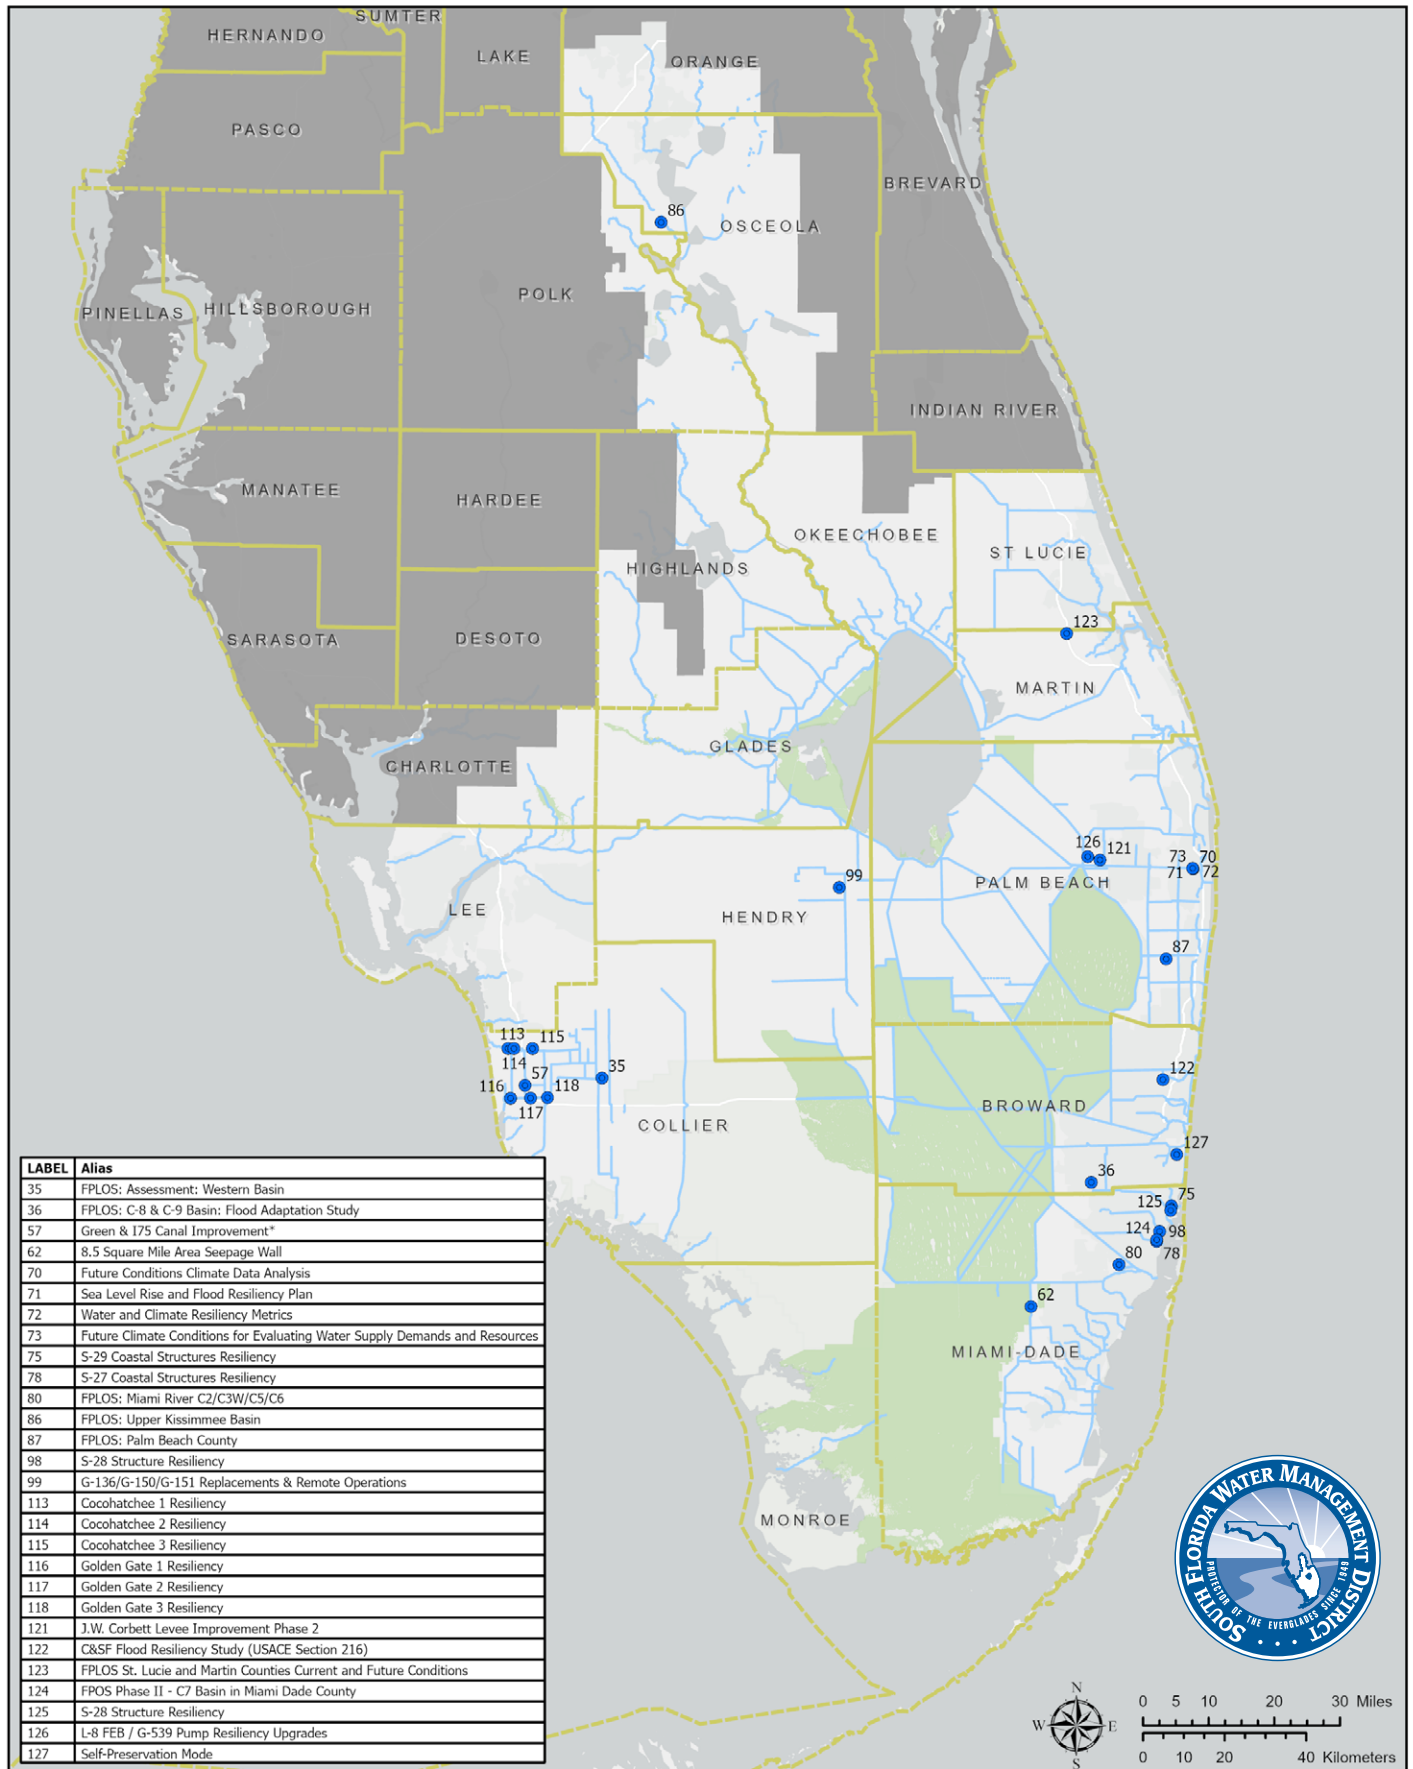 SUMTER
HERNANDO
LAKE
ORANGE
PASCO
BREVARD
86
OSCEOLA
POLK
PINELLAS
HILLSBOROUGH
INDIAN RIVER
MANATEE
HARDEE
OKEECHOBEE
ST LUCIE
HIGHLANDS
123
SARASOTA
DESOTO
MARTIN
GLADES
CHARLOTTE
126
121
73 70
71 72
99
PALM BEACH
LEE
HENDRY
87
113
115
114
35
57
122
116
118
117
BROWARD
COLLIER
127
36
75
125
124 98
80 78
62
MIAMI-DADE
MONROE
LABEL Alias
35 FPLOS: Assessment: Western Basin
36 FPLOS: C-8 & C-9 Basin: Flood Adaptation Study
57 Green & I75 Canal Improvement*
62 8.5 Square Mile Area Seepage Wall
70 Future Conditions Climate Data Analysis
71 Sea Level Rise and Flood Resiliency Plan
72 Water and Climate Resiliency Metrics
73 Future Climate Conditions for Evaluating Water Supply Demands and Resources
75 S-29 Coastal Structures Resiliency
78 S-27 Coastal Structures Resiliency
80 FPLOS: Miami River C2/C3W/C5/C6
86 FPLOS: Upper Kissimmee Basin
87 FPLOS: Palm Beach County
98 S-28 Structure Resiliency
99 G-136/G-150/G-151 Replacements & Remote Operations
113 Cocohatchee 1 Resiliency
114 Cocohatchee 2 Resiliency
115 Cocohatchee 3 Resiliency
116 Golden Gate 1 Resiliency
117 Golden Gate 2 Resiliency
118 Golden Gate 3 Resiliency
121 J.W. Corbett Levee Improvement Phase 2
122 C&SF Flood Resiliency Study (USACE Section 216)
123 FPLOS St. Lucie and Martin Counties Current and Future Conditions
124 FPOS Phase II - C7 Basin in Miami Dade County
125 S-28 Structure Resiliency
126 L-8 FEB / G-539 Pump Resiliency Upgrades
127 Self-Preservation Mode
SOUTH FLORIDA WATER MANAGEMENT DISTRICT
PROTECTOR OF THE EVERGLADES SINCE 1949
N
W E
S
0 5 10 20 30 Miles
0 10 20 40 Kilometers